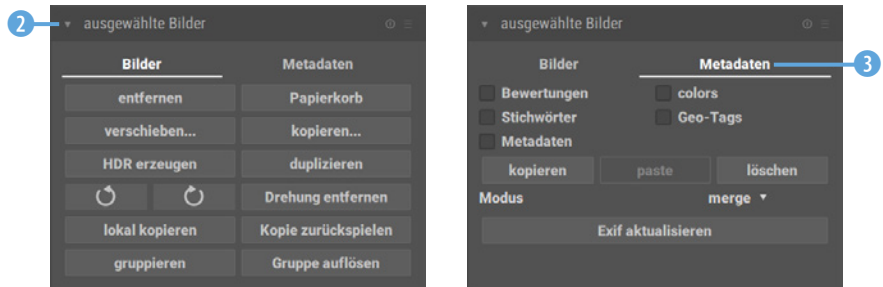 2 ausgewählte Bilder
Bilder Metadaten
entfernen Papierkorb
verschieben... kopieren...
HDR erzeugen duplizieren
Drehung entfernen
lokal kopieren Kopie zurückspielen
gruppieren Gruppe auflösen
ausgewählte Bilder
Bilder Metadaten 3
Bewertungen colors
Stichwörter Geo-Tags
Metadaten
kopieren paste löschen
Modus merge
Exif aktualisieren